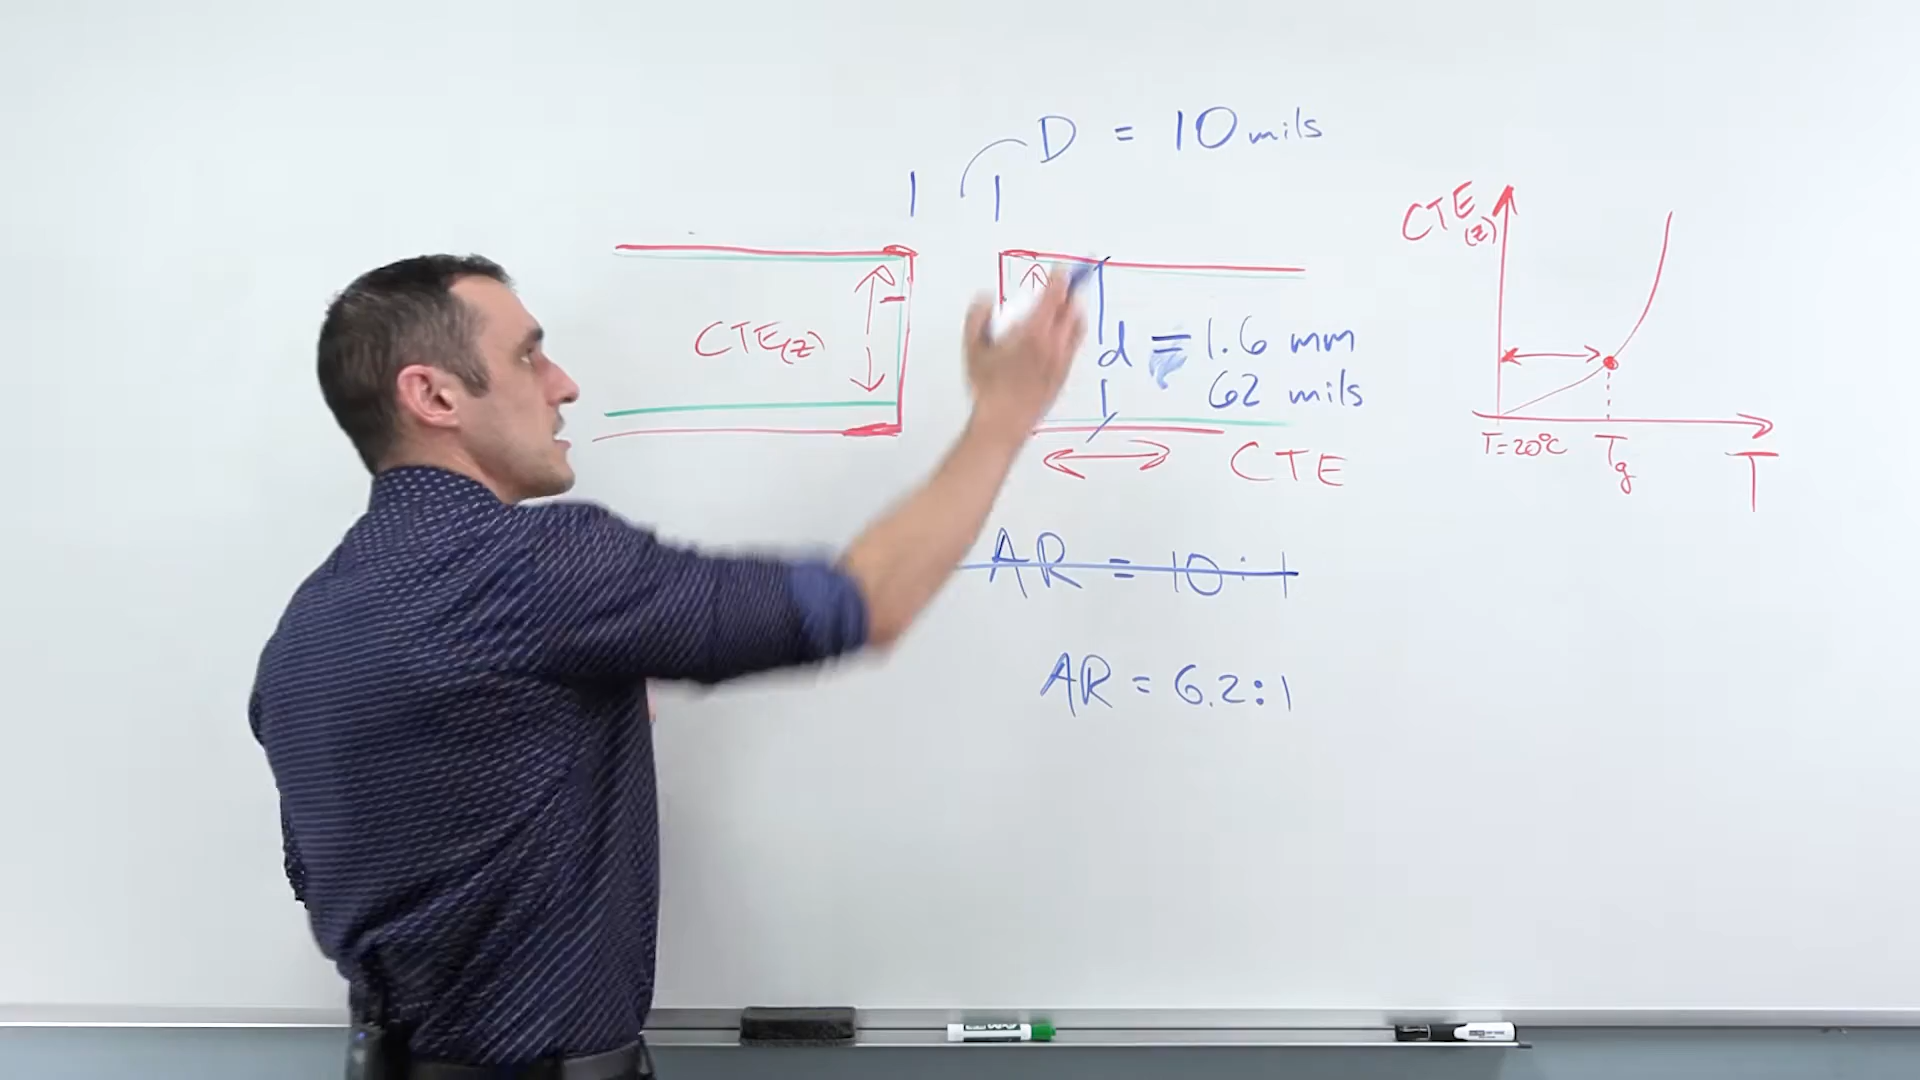 D = 10 mils
CTE(z)
d = 1.6 mm
62 mils
CTE
AR = 10:1
AR = 6.2:1
CTE(z)
T=20°C
Tg
T